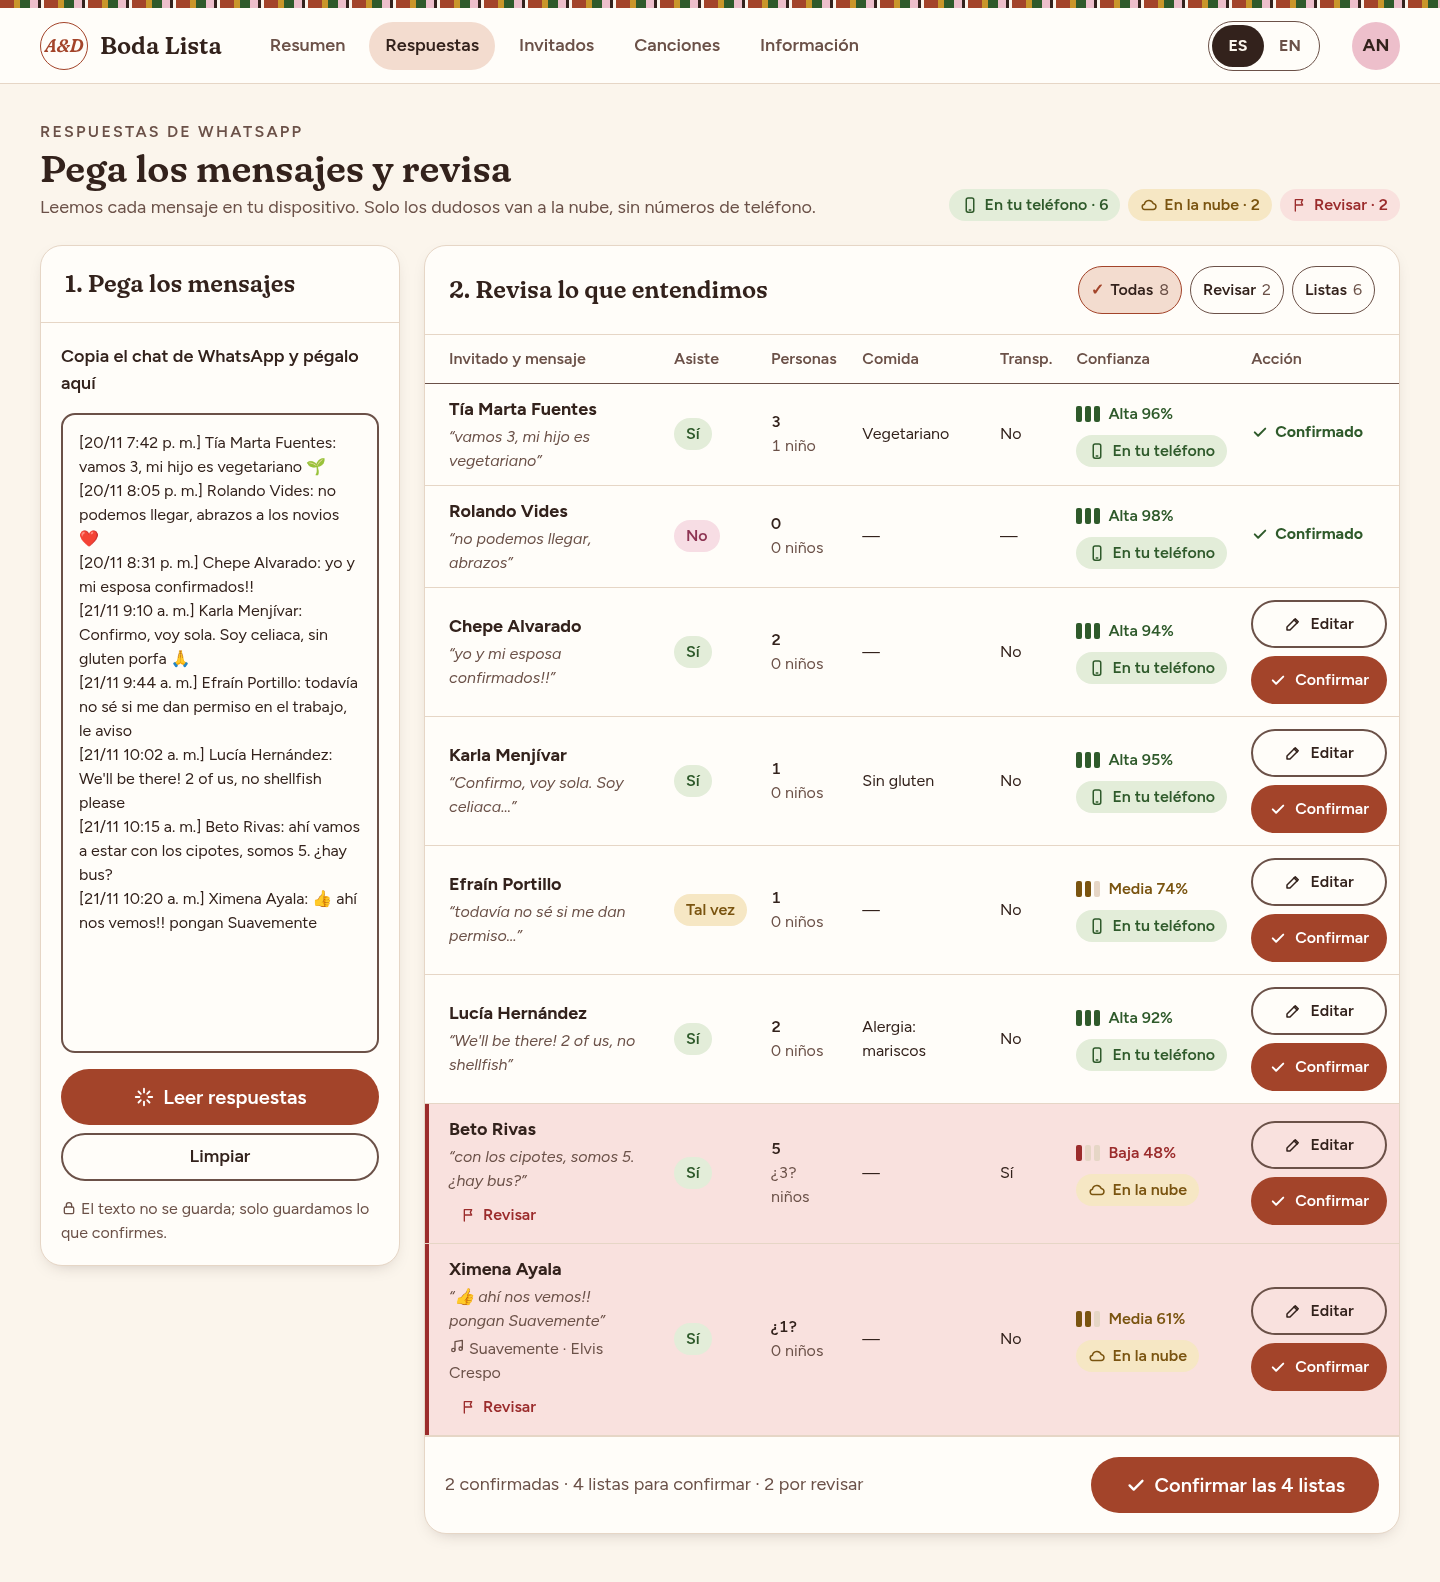 A&D Boda Lista Resumen Respuestas Invitados Canciones Información ES EN AN
RESPUESTAS DE WHATSAPP
Pega los mensajes y revisa
Leemos cada mensaje en tu dispositivo. Solo los dudosos van a la nube, sin números de teléfono.
En tu teléfono · 6 En la nube · 2 Revisar · 2
1. Pega los mensajes
Copia el chat de WhatsApp y pégalo
aquí
[20/11 7:42 p. m.] Tía Marta Fuentes:
vamos 3, mi hijo es vegetariano 🌱
[20/11 8:05 p. m.] Rolando Vides: no
podemos llegar, abrazos a los novios
❤️
[20/11 8:31 p. m.] Chepe Alvarado: yo y
mi esposa confirmados!!
[21/11 9:10 a. m.] Karla Menjívar:
Confirmo, voy sola. Soy celiaca, sin
gluten porfa 🙏
[21/11 9:44 a. m.] Efraín Portillo: todavía
no sé si me dan permiso en el trabajo,
le aviso
[21/11 10:02 a. m.] Lucía Hernández:
We'll be there! 2 of us, no shellfish
please
[21/11 10:15 a. m.] Beto Rivas: ahí vamos
a estar con los cipotes, somos 5. ¿hay
bus?
[21/11 10:20 a. m.] Ximena Ayala: 👍 ahí
nos vemos!! pongan Suavemente
Leer respuestas
Limpiar
El texto no se guarda; solo guardamos lo
que confirmes.
2. Revisa lo que entendimos
✓ Todas 8 Revisar 2 Listas 6
Invitado y mensaje Asiste Personas Comida Transp. Confianza Acción
Tía Marta Fuentes
“vamos 3, mi hijo es
vegetariano”
Sí
3
1 niño
Vegetariano
No
Alta 96%
En tu teléfono
Confirmado
Rolando Vides
“no podemos llegar,
abrazos”
No
0
0 niños
—
—
Alta 98%
En tu teléfono
Confirmado
Chepe Alvarado
“yo y mi esposa
confirmados!!”
Sí
2
0 niños
—
No
Alta 94%
En tu teléfono
Editar
Confirmar
Karla Menjívar
“Confirmo, voy sola. Soy
celiaca…”
Sí
1
0 niños
Sin gluten
No
Alta 95%
En tu teléfono
Editar
Confirmar
Efraín Portillo
“todavía no sé si me dan
permiso…”
Tal vez
1
0 niños
—
No
Media 74%
En tu teléfono
Editar
Confirmar
Lucía Hernández
“We'll be there! 2 of us, no
shellfish”
Sí
2
0 niños
Alergia:
mariscos
No
Alta 92%
En tu teléfono
Editar
Confirmar
Beto Rivas
“con los cipotes, somos 5.
¿hay bus?”
Revisar
Sí
5
¿3?
niños
—
Sí
Baja 48%
En la nube
Editar
Confirmar
Ximena Ayala
“👍 ahí nos vemos!!
pongan Suavemente”
Suavemente · Elvis
Crespo
Revisar
Sí
¿1?
0 niños
—
No
Media 61%
En la nube
Editar
Confirmar
2 confirmadas · 4 listas para confirmar · 2 por revisar
Confirmar las 4 listas